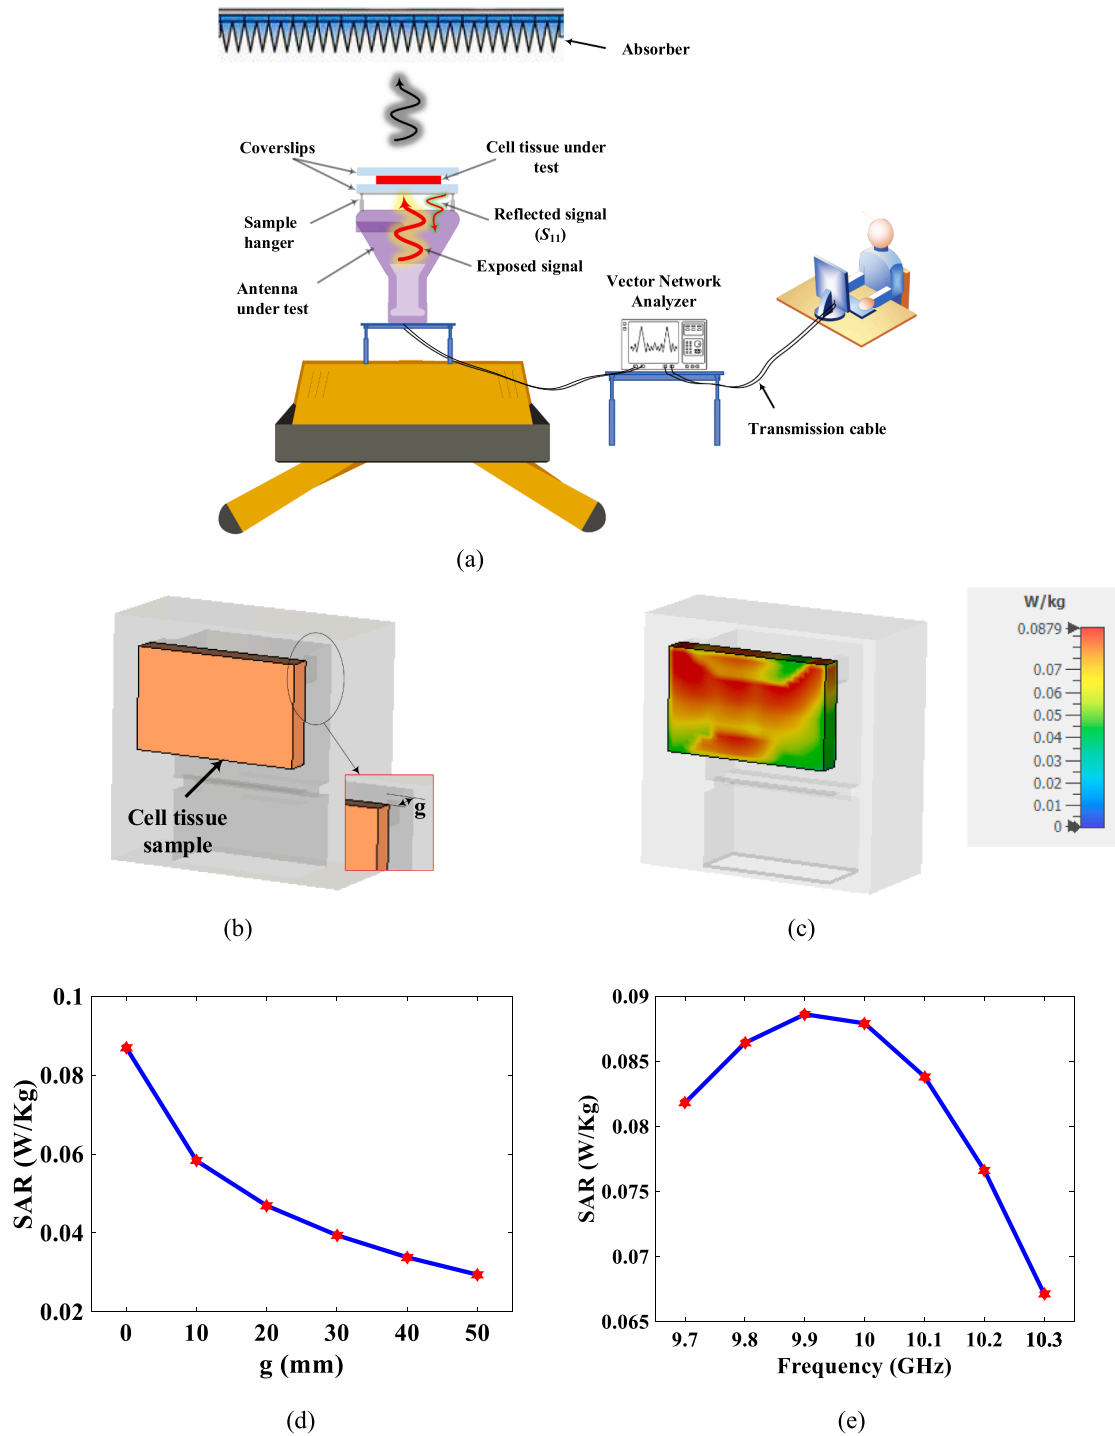 Absorber
Coverslips
Cell tissue under
test
Sample
hanger
Reflected signal
(S11)
Exposed signal
Antenna
under test
Vector Network
Analyzer
Transmission cable
(a)
Cell tissue
sample
g
(b)
W/kg
0.0879
0.07
0.06
0.05
0.04
0.03
0.02
0.01
0
(c)
0.1
0.08
0.06
0.04
0.02
SAR (W/Kg)
0 10 20 30 40 50
g (mm)
(d)
0.09
0.085
0.08
0.075
0.07
0.065
SAR (W/Kg)
9.7 9.8 9.9 10 10.1 10.2 10.3
Frequency (GHz)
(e)